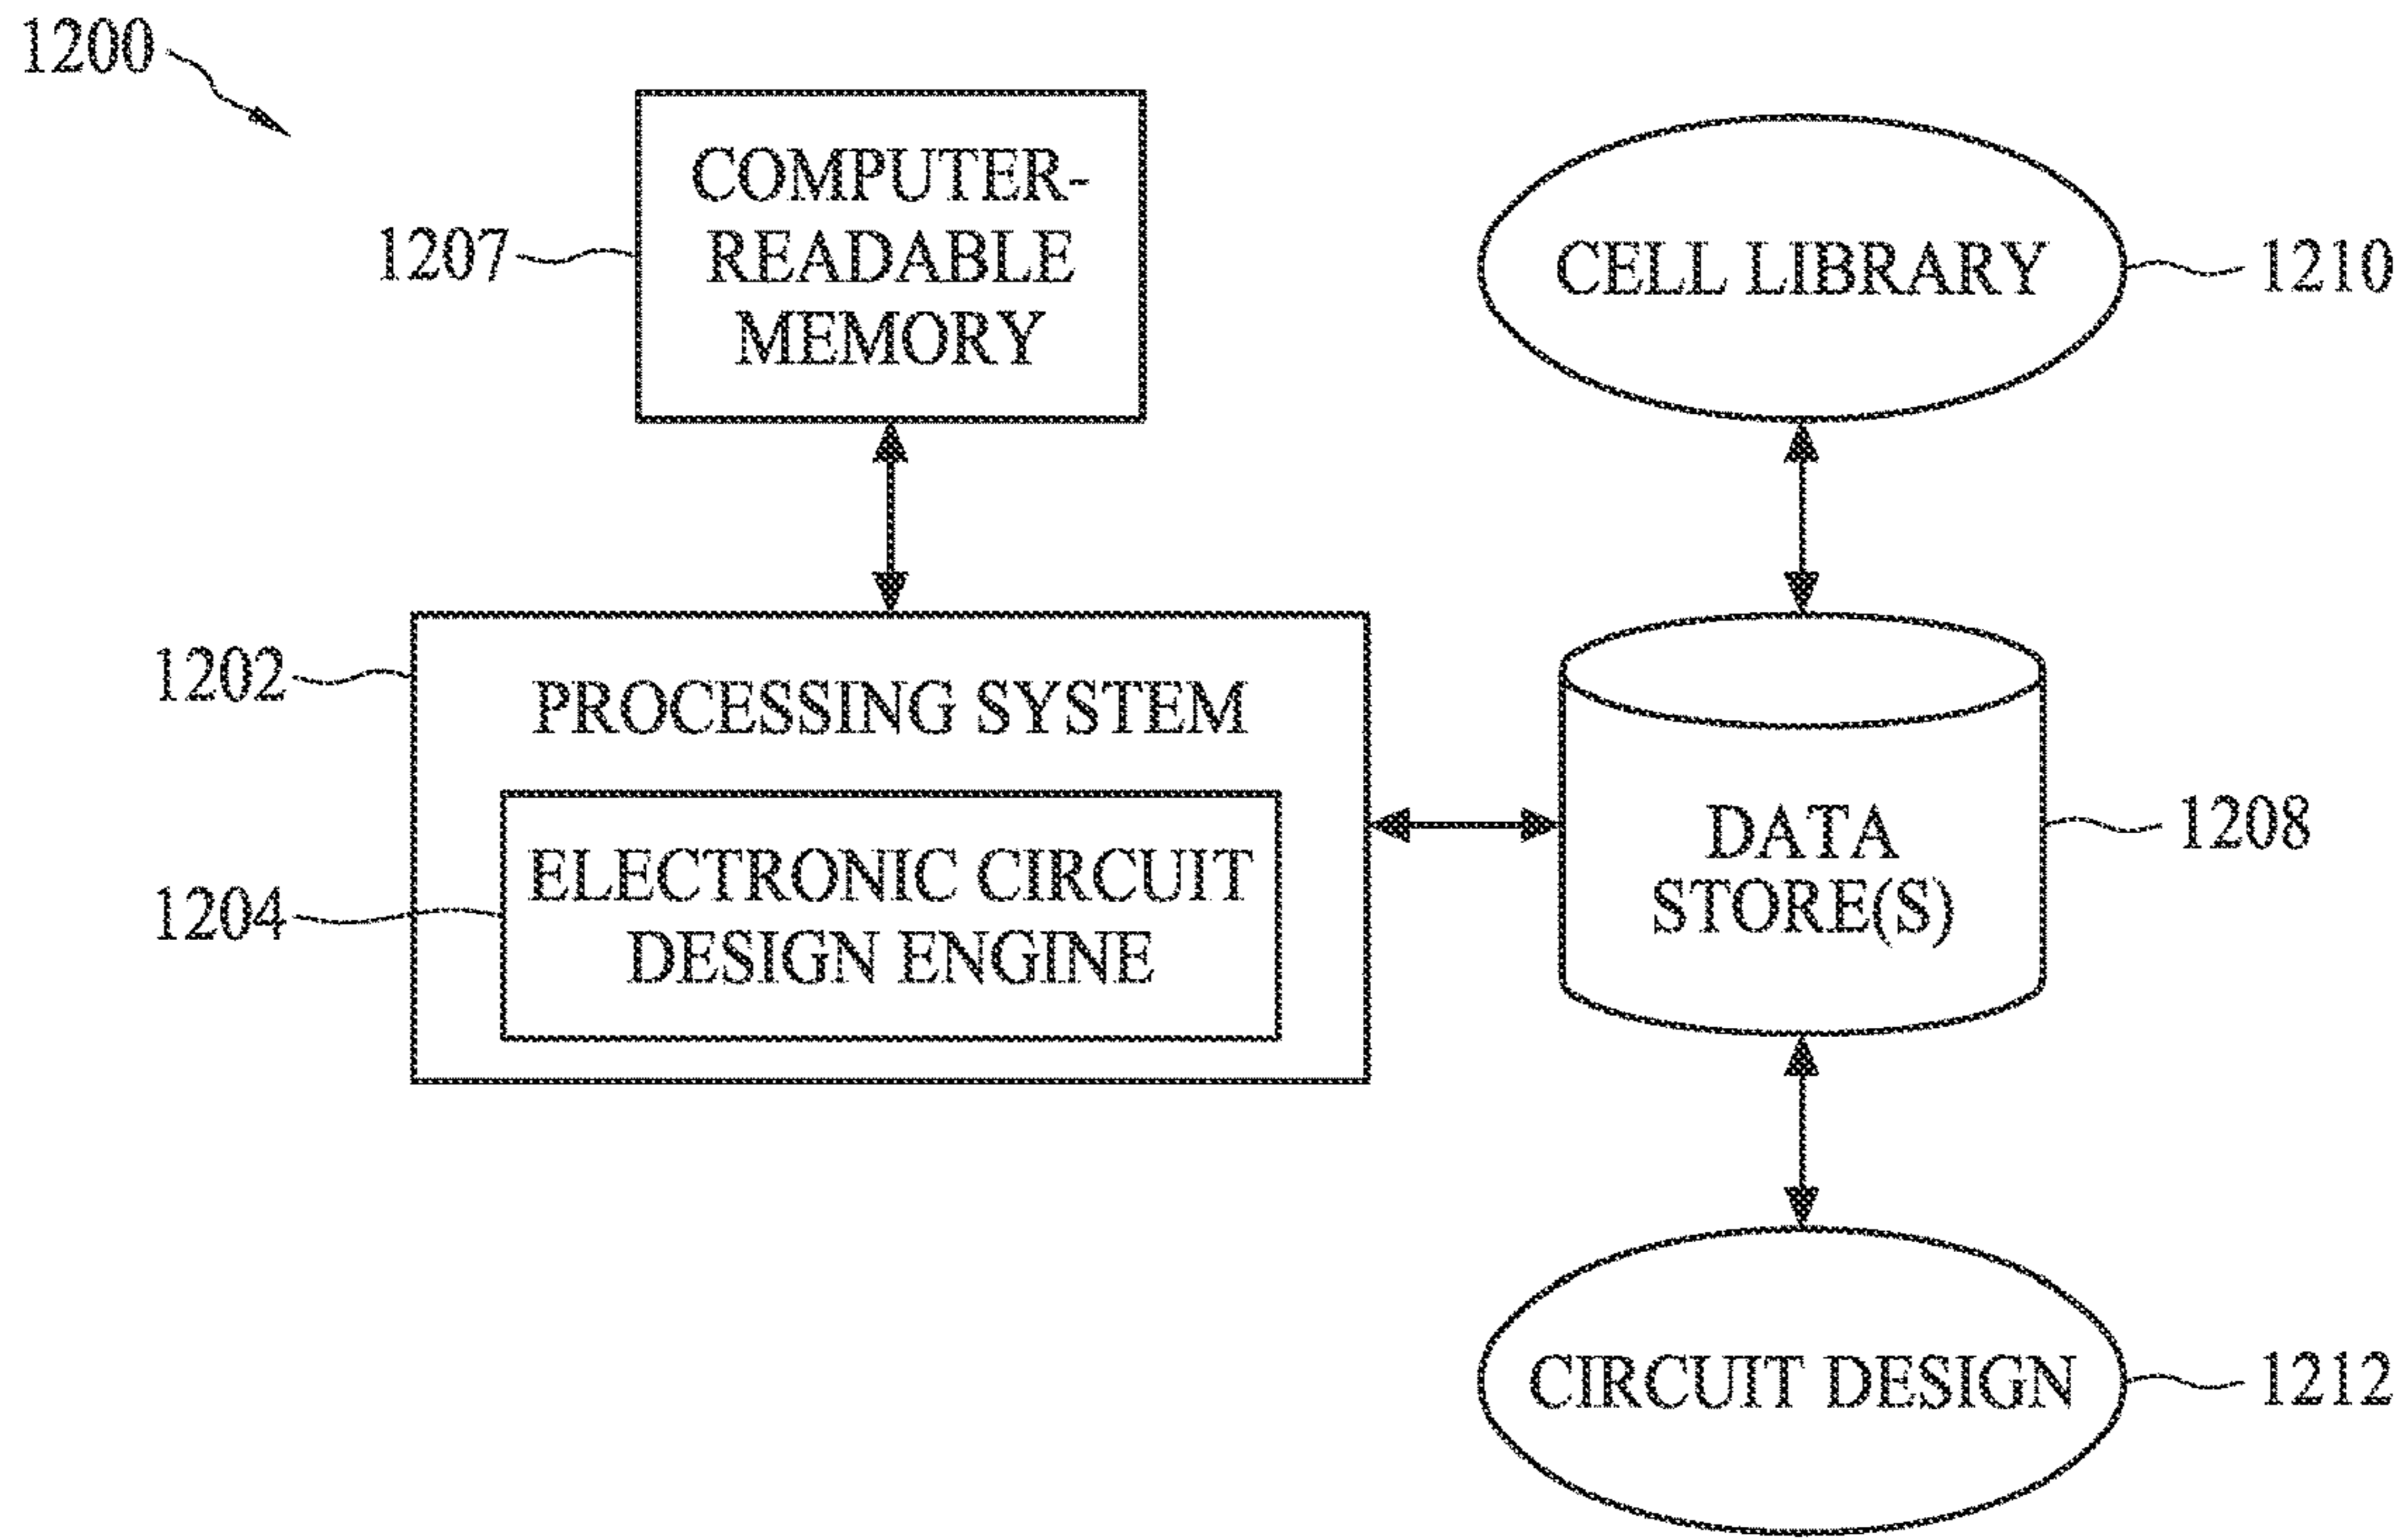 1200
COMPUTER-
READABLE
MEMORY
1207
CELL LIBRARY
1210
1202
PROCESSING SYSTEM
1204
ELECTRONIC CIRCUIT
DESIGN ENGINE
DATA
STORE(S)
1208
CIRCUIT DESIGN
1212